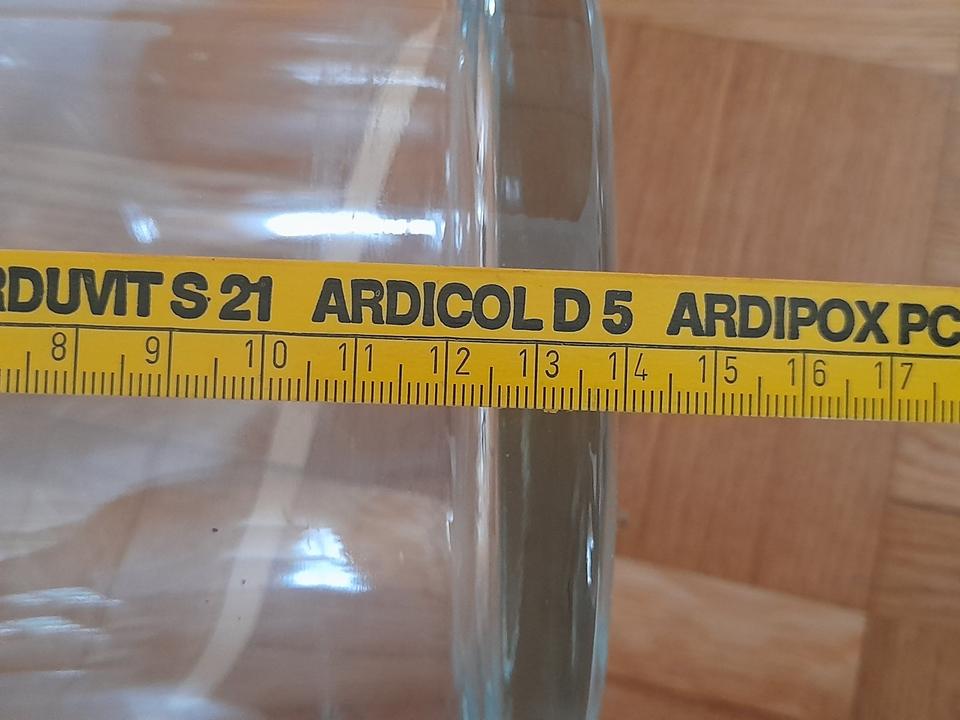 RDUVIT S 21 ARDICOL D 5 ARDIPOX PC
8 9 10 11 12 13 14 15 16 17